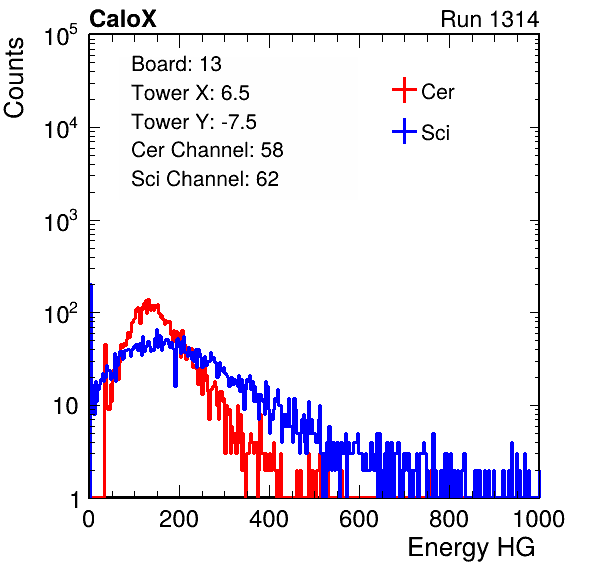 CaloX Run 1314
Counts
10^5
10^4
10^3
10^2
10
1
Board: 13
Tower X: 6.5
Tower Y: -7.5
Cer Channel: 58
Sci Channel: 62
Cer
Sci
0 200 400 600 800 1000
Energy HG